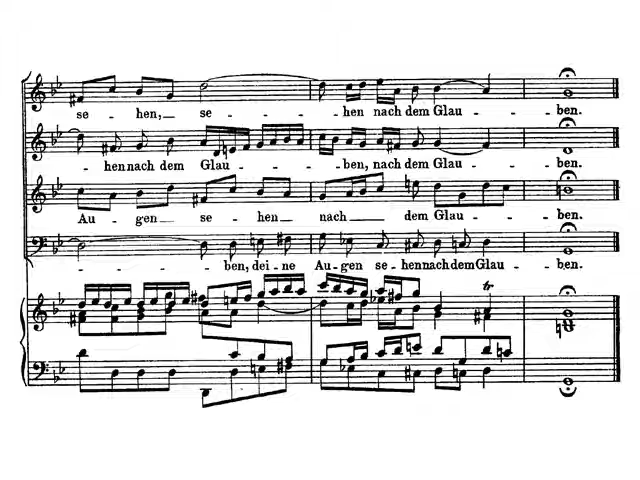 se - hen, se - - - hen nach dem Glau - - ben.
- hen nach dem Glau - - - - ben, nach dem Glau - - ben.
Au - gen se - hen nach dem Glau - - ben.
- - - ben, dei - ne Au - gen se - hen nach dem Glau - - ben.
tr